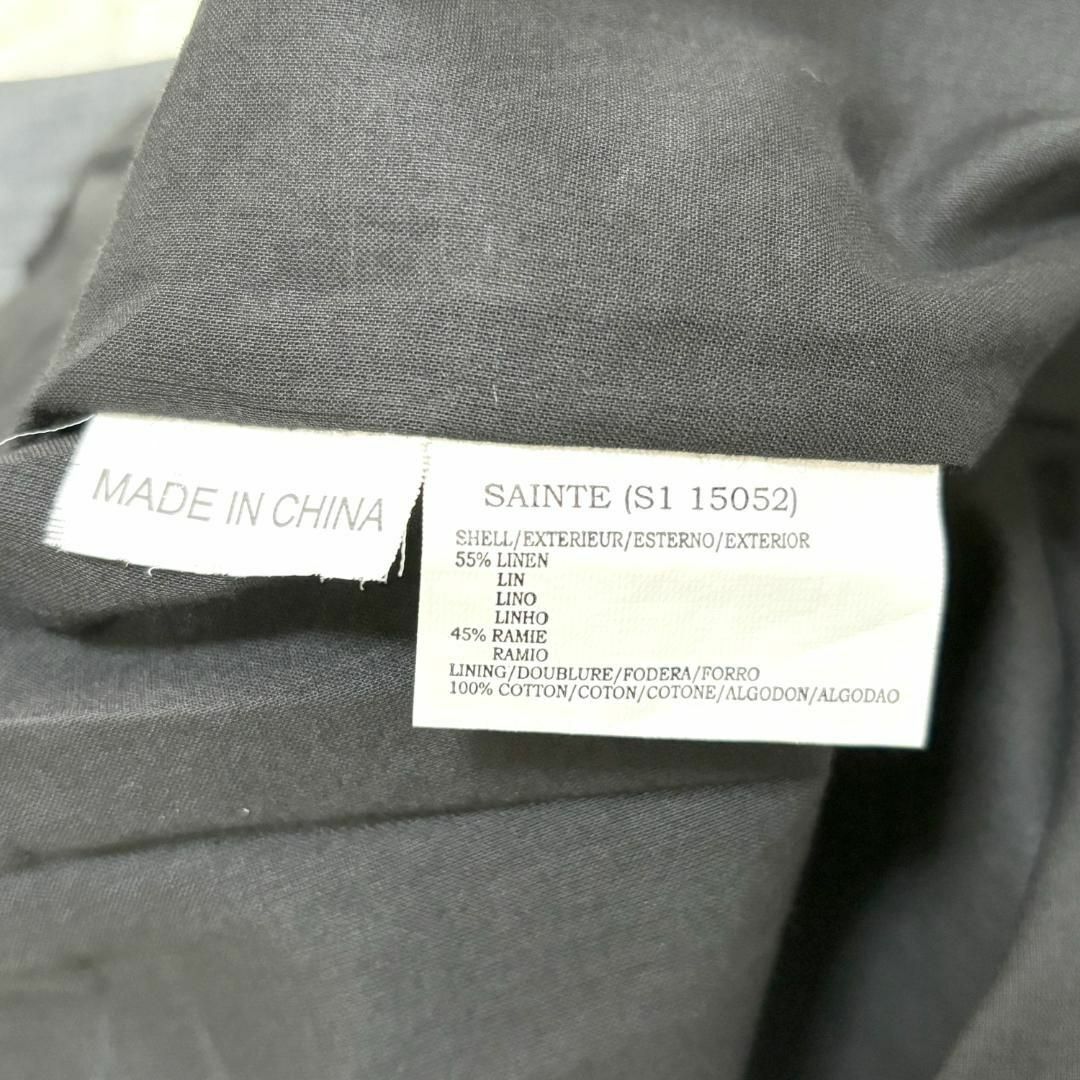 MADE IN CHINA
SAINTE (S1 15052)
SHELL/EXTERIEUR/ESTERNO/EXTERIOR
55% LINEN
LIN
LINO
LINHO
45% RAMIE
RAMIO
LINING/DOUBLURE/FODERA/FORRO
100% COTTON/COTON/COTONE/ALGODON/ALGODAO